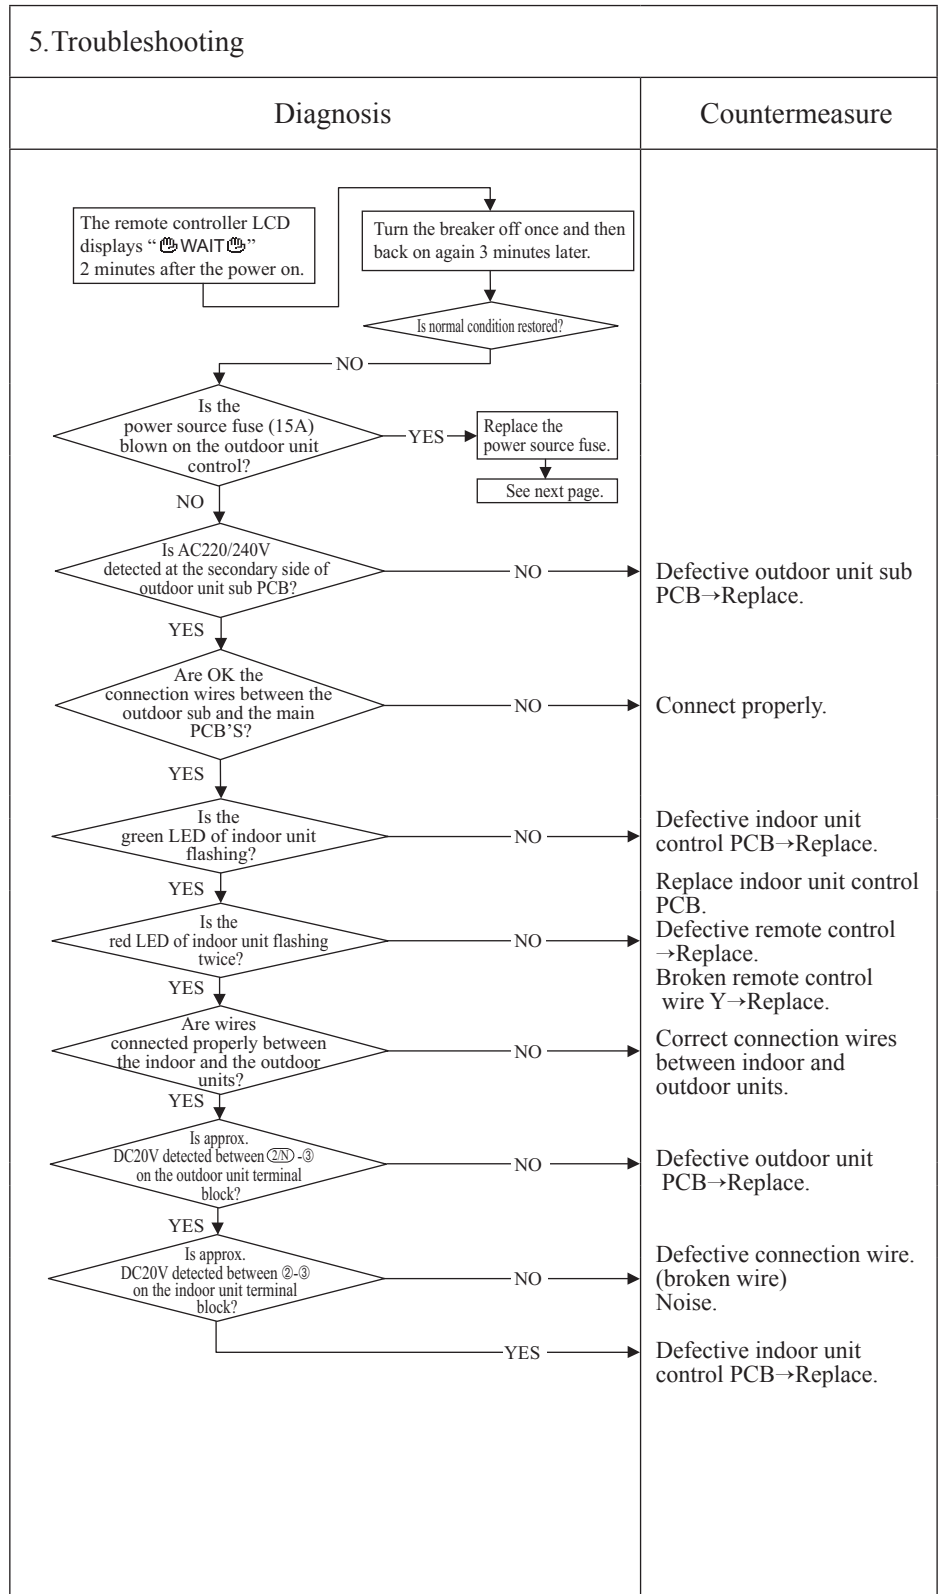 5.Troubleshooting
Diagnosis
Countermeasure
The remote controller LCD
displays “ WAIT ”
2 minutes after the power on.
Turn the breaker off once and then
back on again 3 minutes later.
Is normal condition restored?
NO
Is the
power source fuse (15A)
blown on the outdoor unit
control?
YES
Replace the
power source fuse.
See next page.
NO
Is AC220/240V
detected at the secondary side of
outdoor unit sub PCB?
NO
Defective outdoor unit sub
PCB→Replace.
YES
Are OK the
connection wires between the
outdoor sub and the main
PCB’S?
NO
Connect properly.
YES
Is the
green LED of indoor unit
flashing?
NO
Defective indoor unit
control PCB→Replace.
YES
Is the
red LED of indoor unit flashing
twice?
NO
Replace indoor unit control
PCB.
Defective remote control
→Replace.
Broken remote control
wire Y→Replace.
YES
Are wires
connected properly between
the indoor and the outdoor
units?
NO
Correct connection wires
between indoor and
outdoor units.
YES
Is approx.
DC20V detected between 2/N -③
on the outdoor unit terminal
block?
NO
Defective outdoor unit
PCB→Replace.
YES
Is approx.
DC20V detected between ②-③
on the indoor unit terminal
block?
NO
Defective connection wire.
(broken wire)
Noise.
YES
Defective indoor unit
control PCB→Replace.